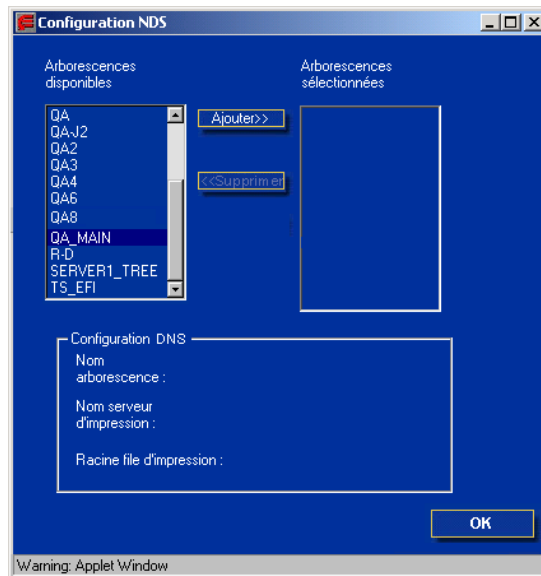 Configuration NDS
Arborescences
disponibles
Arborescences
sélectionnées
QA
QA-J2
QA2
QA3
QA4
QA6
QA8
QA_MAIN
R-D
SERVER1_TREE
TS_EFI
Ajouter>>
<<Supprimer
Configuration DNS
Nom
arborescence :
Nom serveur
d'impression :
Racine file d'impression :
OK
Warning: Applet Window